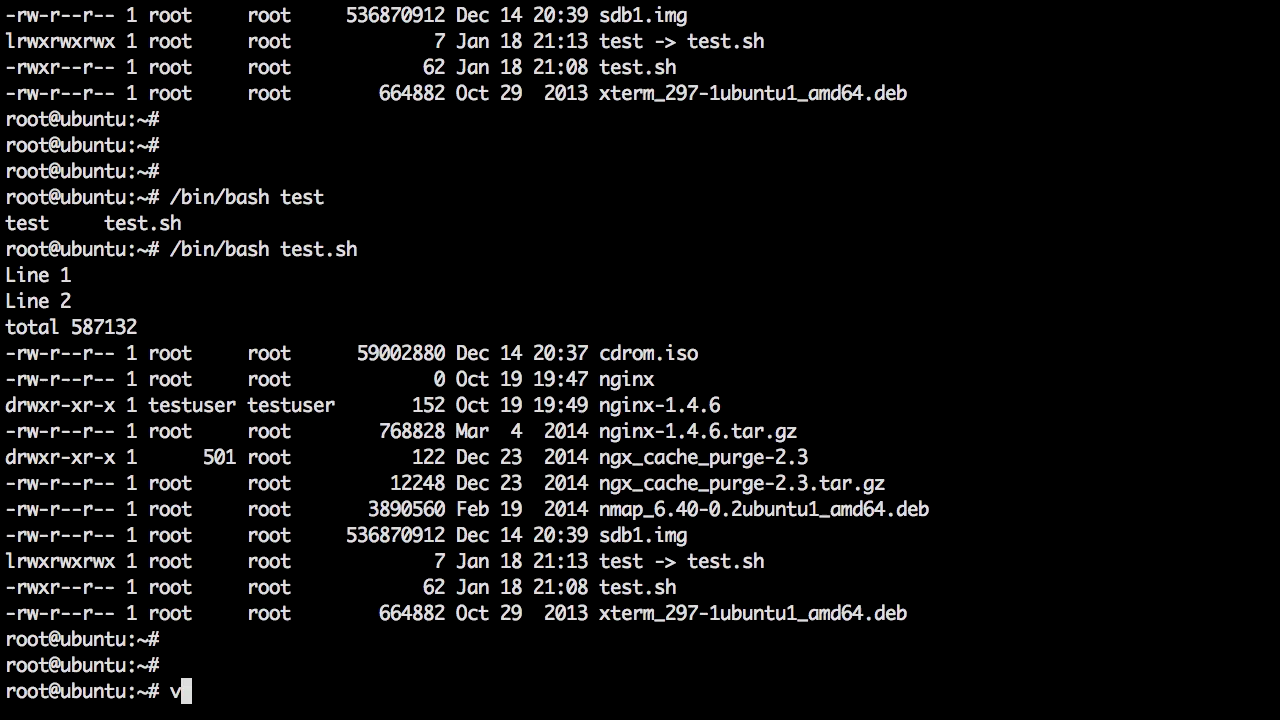 -rw-r--r-- 1 root     root     536870912 Dec 14 20:39 sdb1.img
lrwxrwxrwx 1 root     root             7 Jan 18 21:13 test -> test.sh
-rwxr--r-- 1 root     root            62 Jan 18 21:08 test.sh
-rw-r--r-- 1 root     root        664882 Oct 29  2013 xterm_297-1ubuntu1_amd64.deb
root@ubuntu:~#
root@ubuntu:~#
root@ubuntu:~#
root@ubuntu:~# /bin/bash test
test     test.sh
root@ubuntu:~# /bin/bash test.sh
Line 1
Line 2
total 587132
-rw-r--r-- 1 root     root      59002880 Dec 14 20:37 cdrom.iso
-rw-r--r-- 1 root     root             0 Oct 19 19:47 nginx
drwxr-xr-x 1 testuser testuser       152 Oct 19 19:49 nginx-1.4.6
-rw-r--r-- 1 root     root        768828 Mar  4  2014 nginx-1.4.6.tar.gz
drwxr-xr-x 1      501 root           122 Dec 23  2014 ngx_cache_purge-2.3
-rw-r--r-- 1 root     root         12248 Dec 23  2014 ngx_cache_purge-2.3.tar.gz
-rw-r--r-- 1 root     root       3890560 Feb 19  2014 nmap_6.40-0.2ubuntu1_amd64.deb
-rw-r--r-- 1 root     root     536870912 Dec 14 20:39 sdb1.img
lrwxrwxrwx 1 root     root             7 Jan 18 21:13 test -> test.sh
-rwxr--r-- 1 root     root            62 Jan 18 21:08 test.sh
-rw-r--r-- 1 root     root        664882 Oct 29  2013 xterm_297-1ubuntu1_amd64.deb
root@ubuntu:~#
root@ubuntu:~#
root@ubuntu:~# v